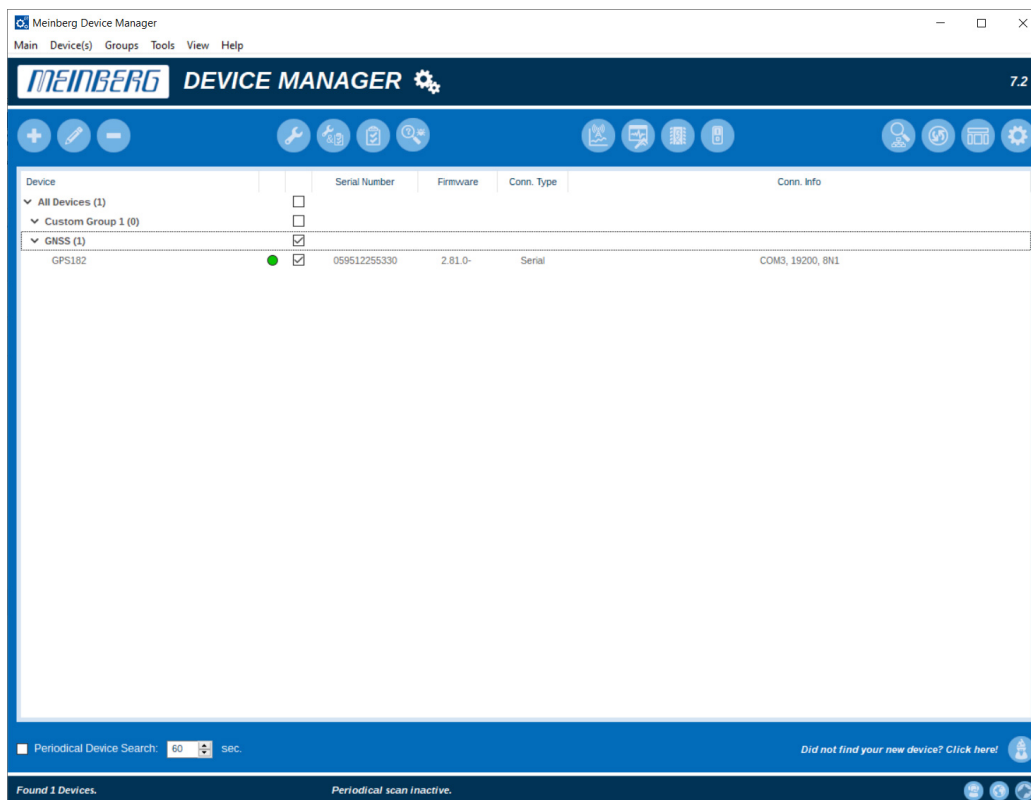 Meinberg Device Manager
Main Device(s) Groups Tools View Help
MEINBERG DEVICE MANAGER 7.2
Device Serial Number Firmware Conn. Type Conn. Info
All Devices (1)
Custom Group 1 (0)
GNSS (1)
GPS182 059512255330 2.81.0- Serial COM3, 19200, 8N1
Periodical Device Search: 60 sec. Did not find your new device? Click here!
Found 1 Devices. Periodical scan inactive.